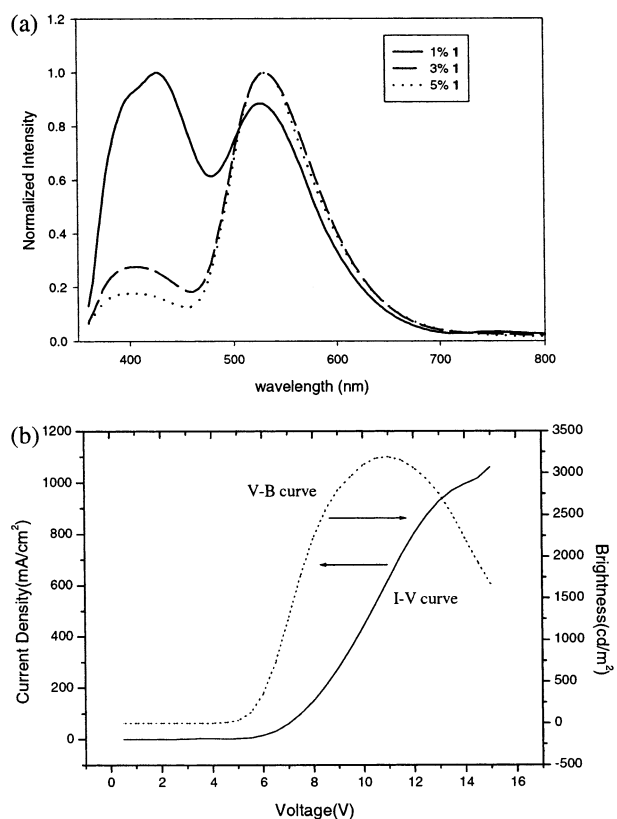 (a)
1.2
1.0
0.8
0.6
0.4
0.2
0.0
Normalized Intensity
1% 1
3% 1
5% 1
400 500 600 700 800
wavelength (nm)
(b)
1200
1000
800
600
400
200
0
Current Density(mA/cm²)
V-B curve
I-V curve
3500
3000
2500
2000
1500
1000
500
0
-500
Brightness(cd/m²)
0 2 4 6 8 10 12 14 16
Voltage(V)